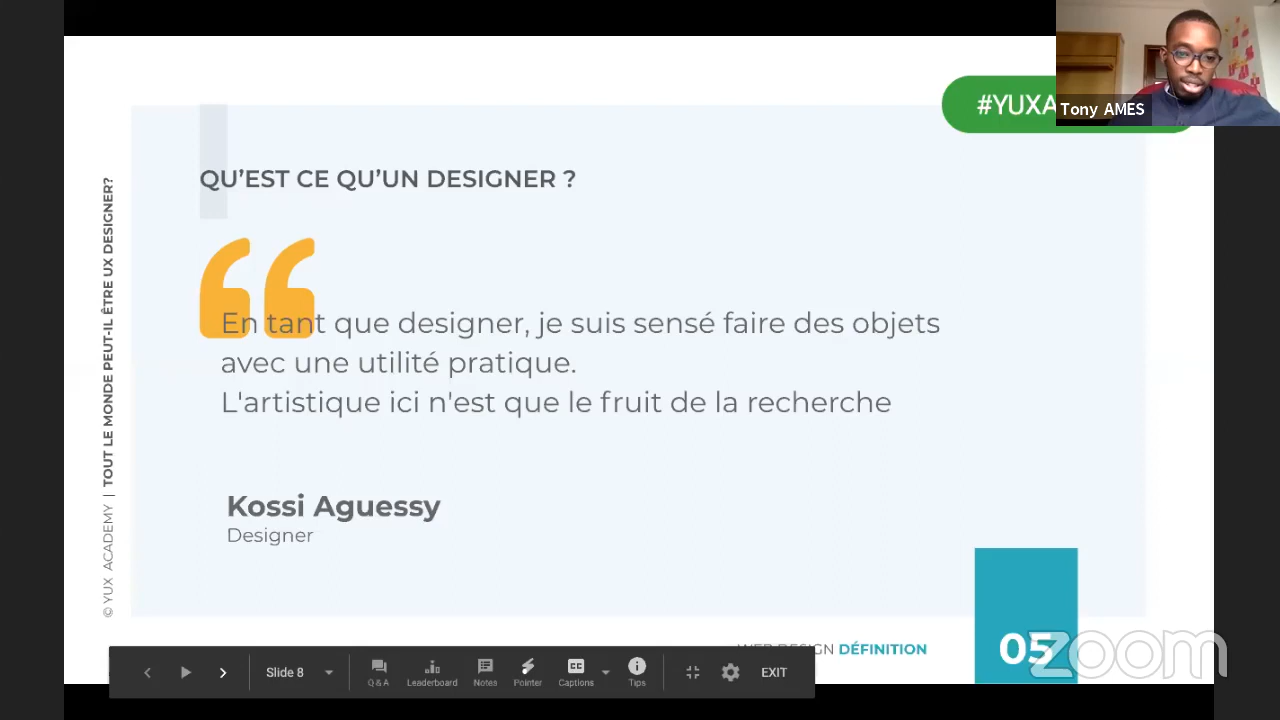 #YUXA
Tony AMES
QU’EST CE QU’UN DESIGNER ?
© YUX ACADEMY | TOUT LE MONDE PEUT-IL ÊTRE UX DESIGNER?
En tant que designer, je suis sensé faire des objets
avec une utilité pratique.
L'artistique ici n'est que le fruit de la recherche
Kossi Aguessy
Designer
WEB DESIGN DÉFINITION
05
zoom
Slide 8
Q & A
Leaderboard
Notes
Pointer
Captions
Tips
EXIT